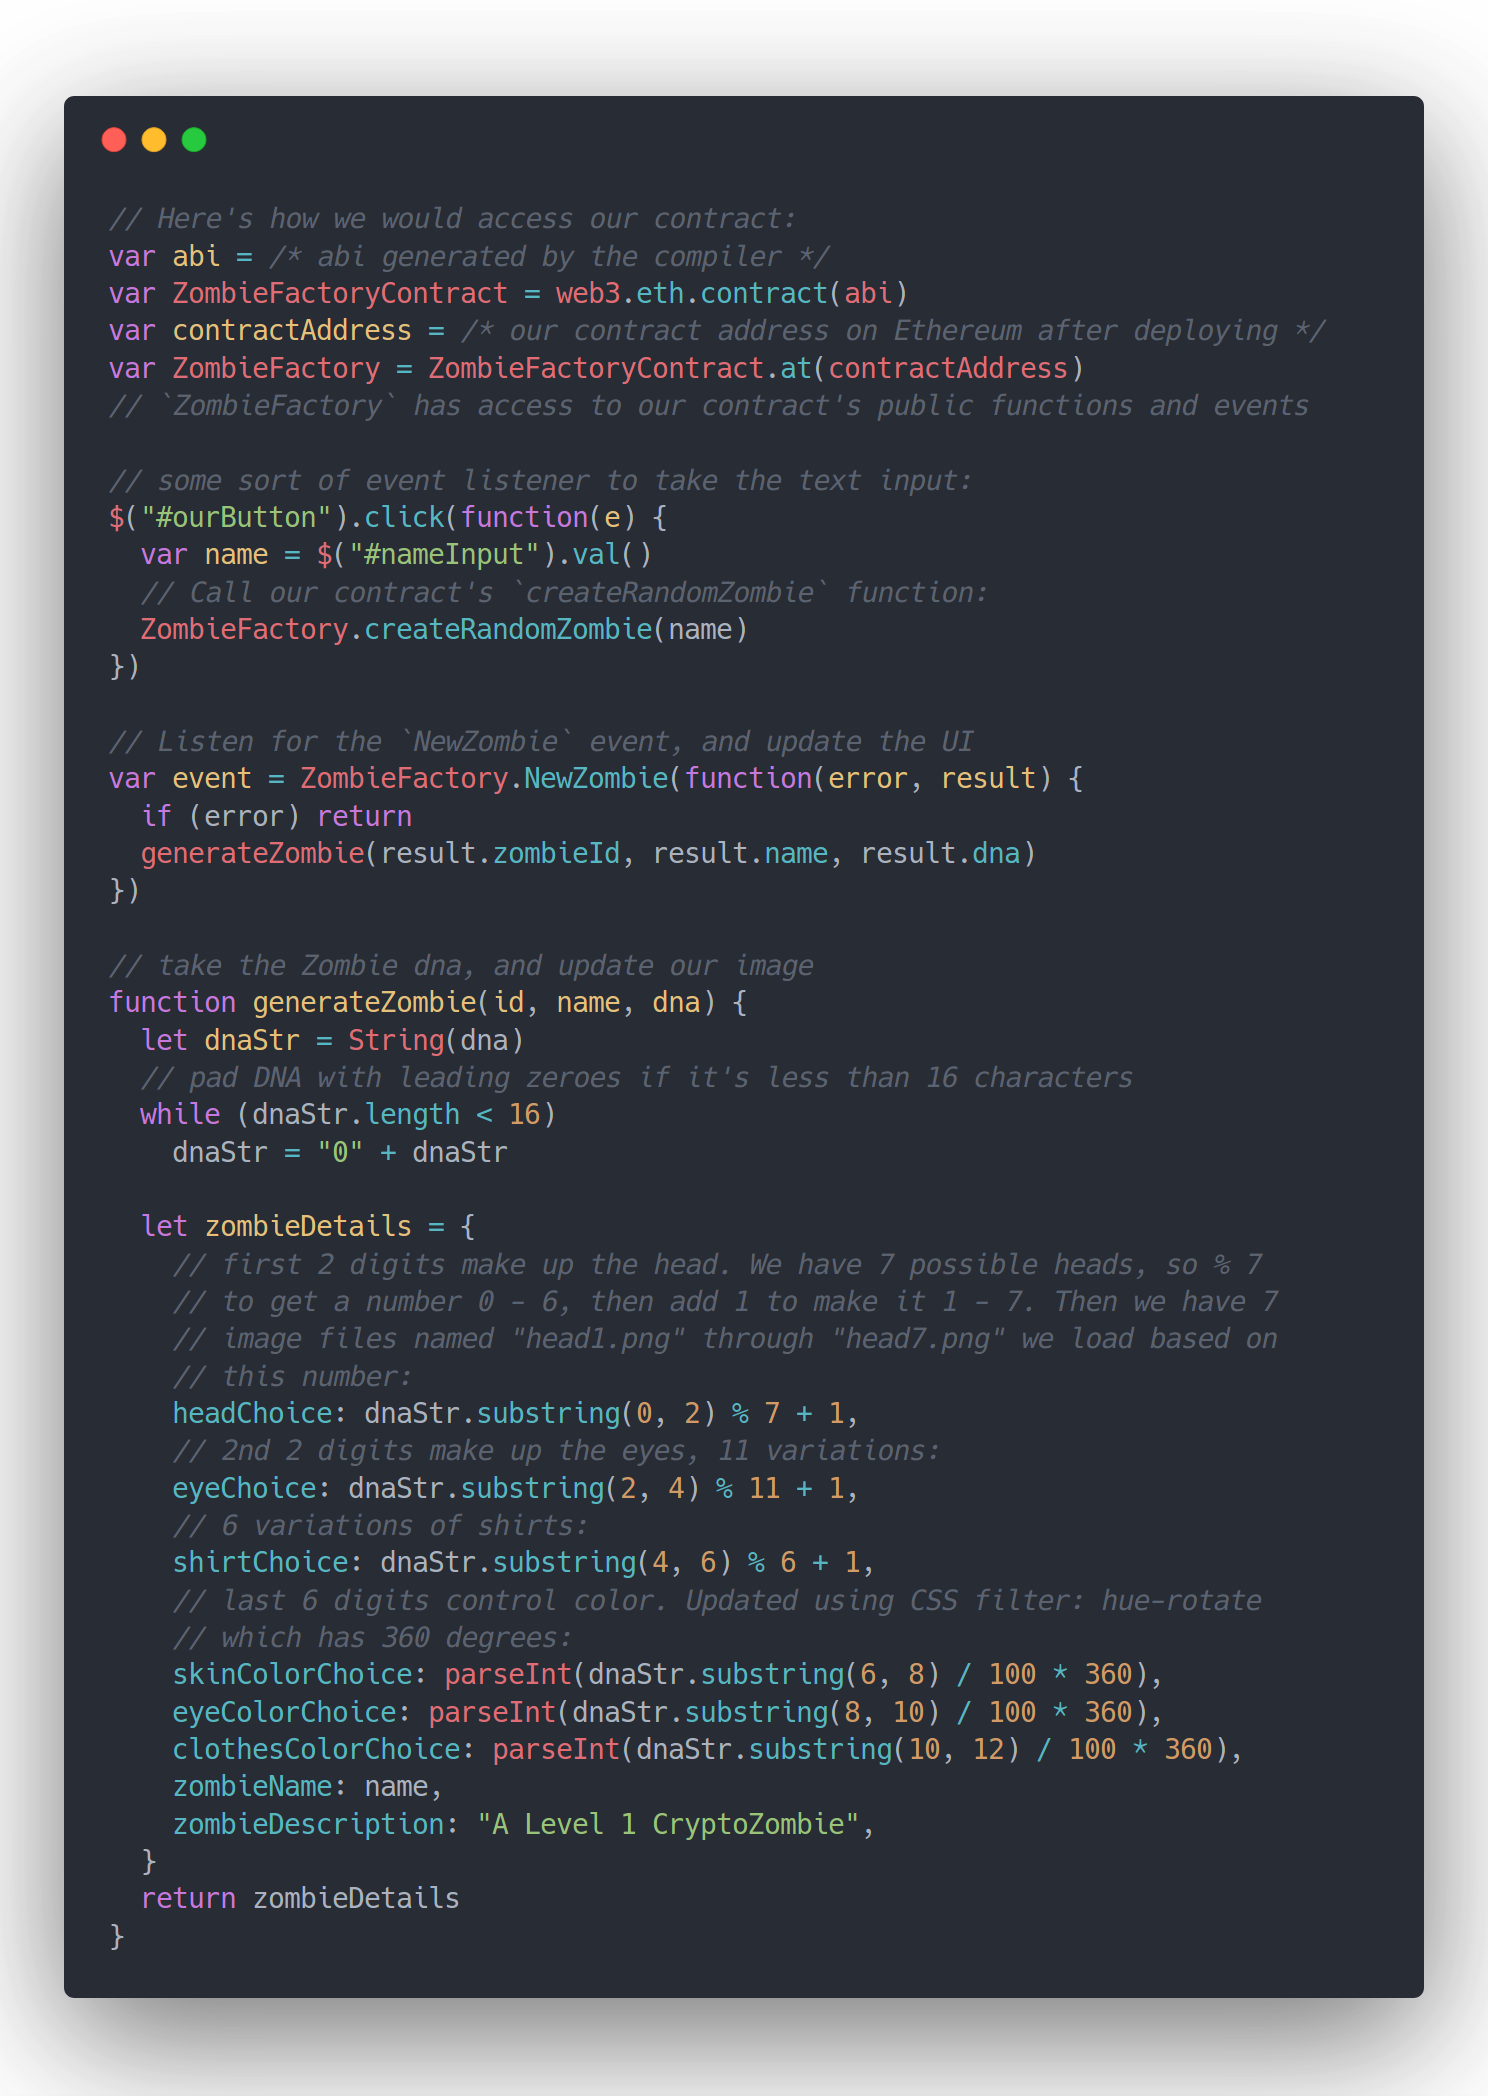 // Here's how we would access our contract:
var abi = /* abi generated by the compiler */
var ZombieFactoryContract = web3.eth.contract(abi)
var contractAddress = /* our contract address on Ethereum after deploying */
var ZombieFactory = ZombieFactoryContract.at(contractAddress)
// `ZombieFactory` has access to our contract's public functions and events

// some sort of event listener to take the text input:
$("#ourButton").click(function(e) {
  var name = $("#nameInput").val()
  // Call our contract's `createRandomZombie` function:
  ZombieFactory.createRandomZombie(name)
})

// Listen for the `NewZombie` event, and update the UI
var event = ZombieFactory.NewZombie(function(error, result) {
  if (error) return
  generateZombie(result.zombieId, result.name, result.dna)
})

// take the Zombie dna, and update our image
function generateZombie(id, name, dna) {
  let dnaStr = String(dna)
  // pad DNA with leading zeroes if it's less than 16 characters
  while (dnaStr.length < 16)
    dnaStr = "0" + dnaStr

  let zombieDetails = {
    // first 2 digits make up the head. We have 7 possible heads, so % 7
    // to get a number 0 - 6, then add 1 to make it 1 - 7. Then we have 7
    // image files named "head1.png" through "head7.png" we load based on
    // this number:
    headChoice: dnaStr.substring(0, 2) % 7 + 1,
    // 2nd 2 digits make up the eyes, 11 variations:
    eyeChoice: dnaStr.substring(2, 4) % 11 + 1,
    // 6 variations of shirts:
    shirtChoice: dnaStr.substring(4, 6) % 6 + 1,
    // last 6 digits control color. Updated using CSS filter: hue-rotate
    // which has 360 degrees:
    skinColorChoice: parseInt(dnaStr.substring(6, 8) / 100 * 360),
    eyeColorChoice: parseInt(dnaStr.substring(8, 10) / 100 * 360),
    clothesColorChoice: parseInt(dnaStr.substring(10, 12) / 100 * 360),
    zombieName: name,
    zombieDescription: "A Level 1 CryptoZombie",
  }
  return zombieDetails
}